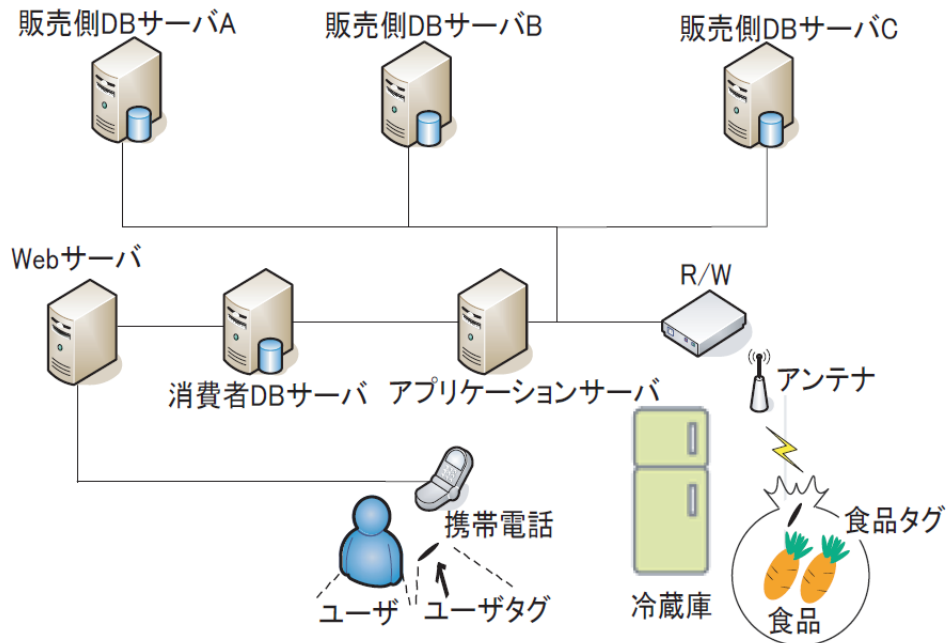 販売側DBサーバA
販売側DBサーバB
販売側DBサーバC
Webサーバ
R/W
消費者DBサーバ
アプリケーションサーバ
アンテナ
携帯電話
食品タグ
ユーザ
ユーザタグ
冷蔵庫
食品